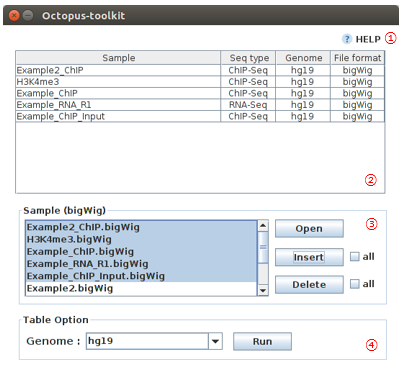 Octopus-toolkit
? HELP ①
Sample Seq type Genome File format
Example2_ChIP ChIP-Seq hg19 bigWig
H3K4me3 ChIP-Seq hg19 bigWig
Example_ChIP ChIP-Seq hg19 bigWig
Example_RNA_R1 RNA-Seq hg19 bigWig
Example_ChIP_Input ChIP-Seq hg19 bigWig
②
Sample (bigWig)
③
Example2_ChIP.bigWig
H3K4me3.bigWig
Example_ChIP.bigWig
Example_RNA_R1.bigWig
Example_ChIP_Input.bigWig
Example2.bigWig
Open
Insert all
Delete all
Table Option
Genome : hg19 Run ④